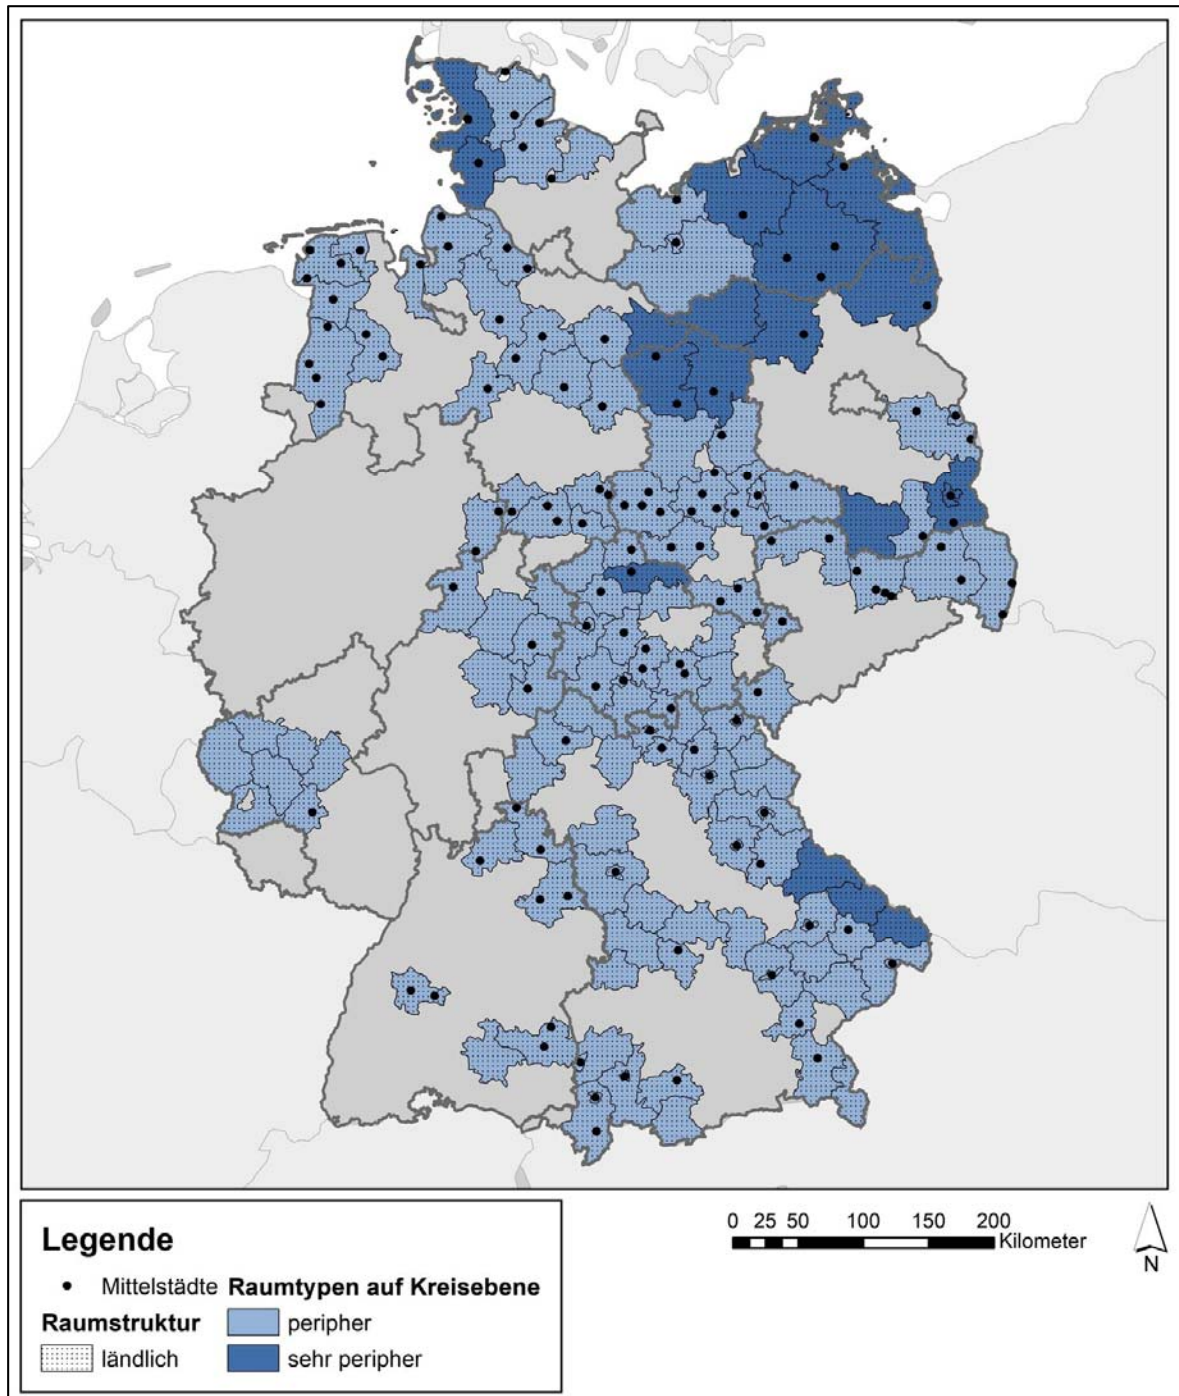 Legende
Mittelstädte Raumtypen auf Kreisebene
Raumstruktur peripher
ländlich sehr peripher
0 25 50 100 150 200
Kilometer
N